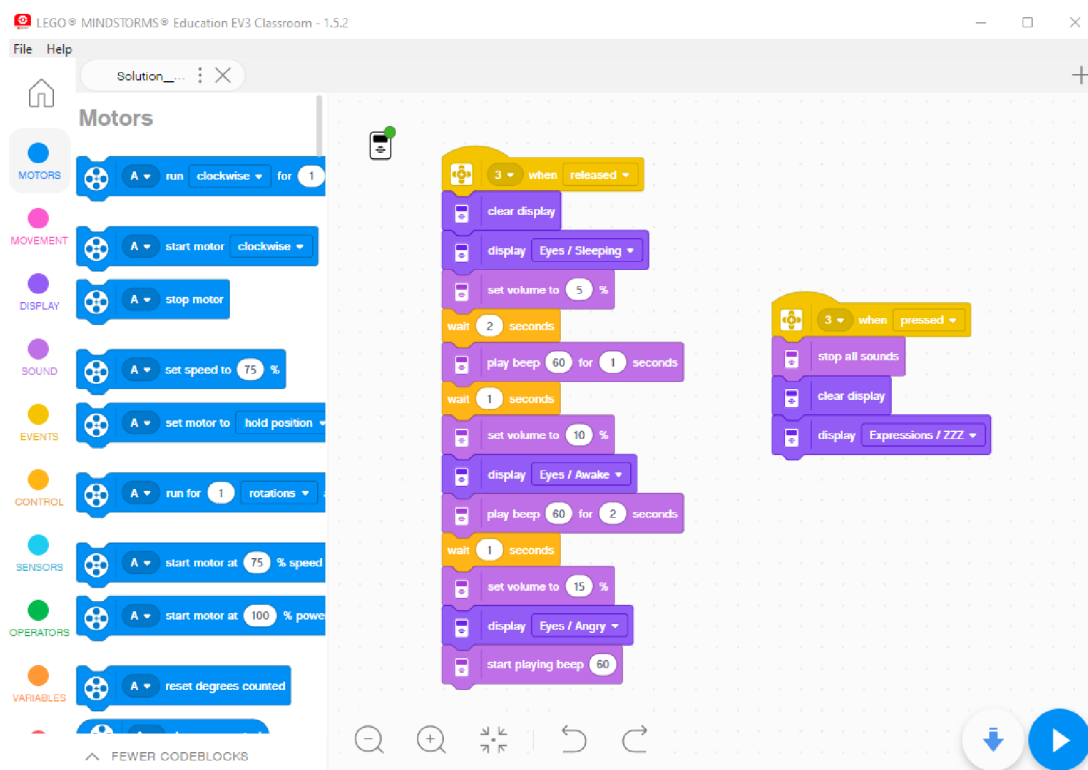 LEGO® MINDSTORMS® Education EV3 Classroom - 1.5.2
File Help
Solution__...
Motors
MOTORS
MOVEMENT
DISPLAY
SOUND
EVENTS
CONTROL
SENSORS
OPERATORS
VARIABLES
A run clockwise for 1
A start motor clockwise
A stop motor
A set speed to 75 %
A set motor to hold position
A run for 1 rotations
A start motor at 75 % speed
A start motor at 100 % powe
A reset degrees counted
FEWER CODEBLOCKS
3 when released
clear display
display Eyes / Sleeping
set volume to 5 %
wait 2 seconds
play beep 60 for 1 seconds
wait 1 seconds
set volume to 10 %
display Eyes / Awake
play beep 60 for 2 seconds
wait 1 seconds
set volume to 15 %
display Eyes / Angry
start playing beep 60
3 when pressed
stop all sounds
clear display
display Expressions / ZZZ